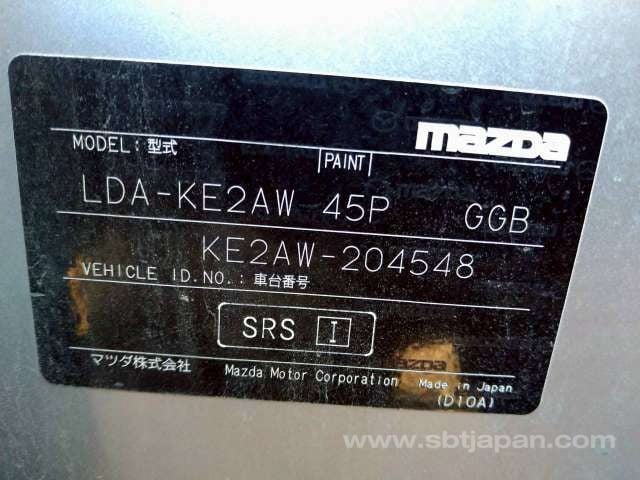 mazda
MODEL: 型式
PAINT
LDA-KE2AW 45P GGB
KE2AW-204548
VEHICLE ID.NO.: 車台番号
SRS I
マツダ株式会社 Mazda Motor Corporation Made in Japan
(D10A)
www.sbtjapan.com